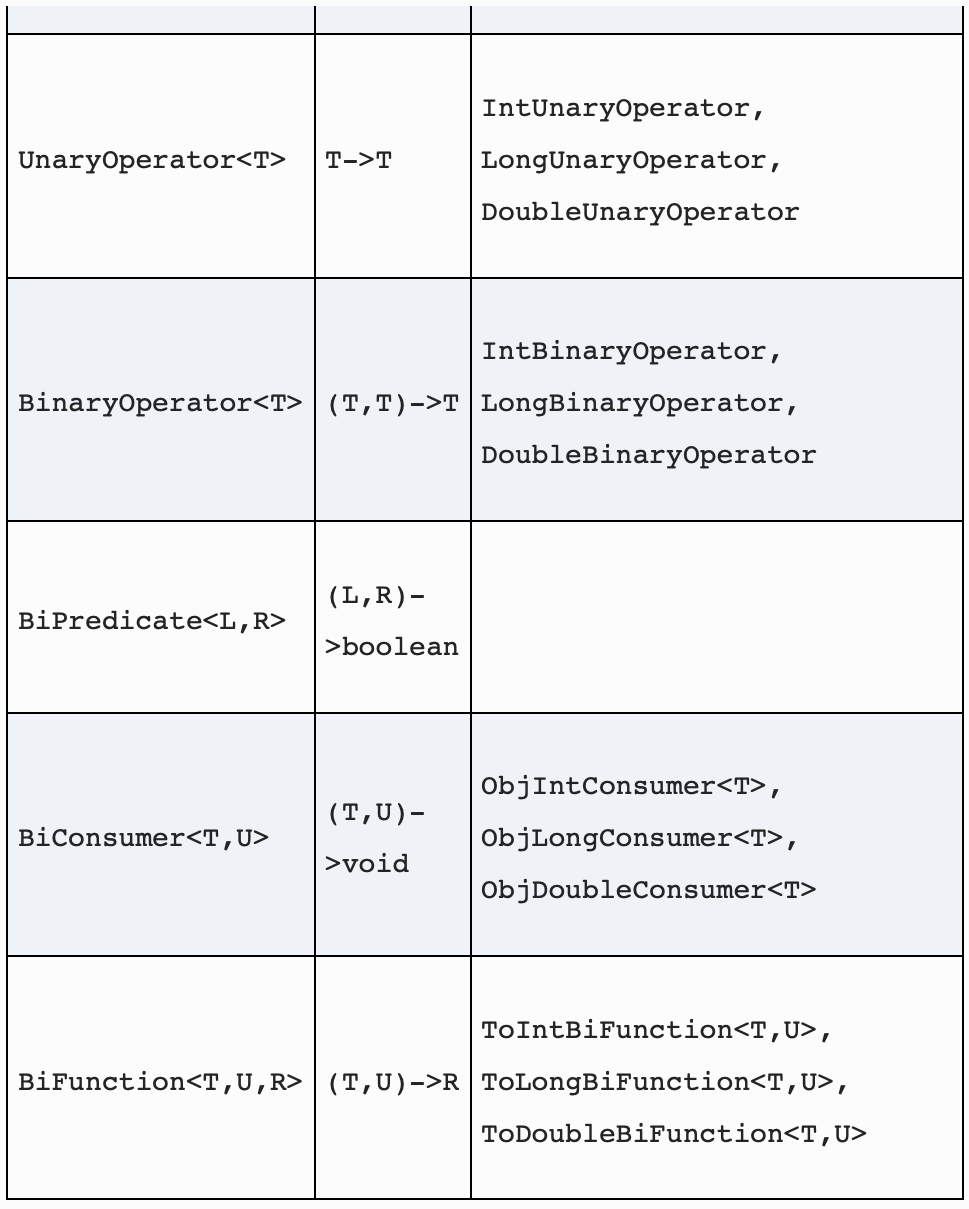 UnaryOperator<T>
T->T
IntUnaryOperator,
LongUnaryOperator,
DoubleUnaryOperator
BinaryOperator<T>
(T,T)->T
IntBinaryOperator,
LongBinaryOperator,
DoubleBinaryOperator
BiPredicate<L,R>
(L,R)-
>boolean
BiConsumer<T,U>
(T,U)-
>void
ObjIntConsumer<T>,
ObjLongConsumer<T>,
ObjDoubleConsumer<T>
BiFunction<T,U,R>
(T,U)->R
ToIntBiFunction<T,U>,
ToLongBiFunction<T,U>,
ToDoubleBiFunction<T,U>